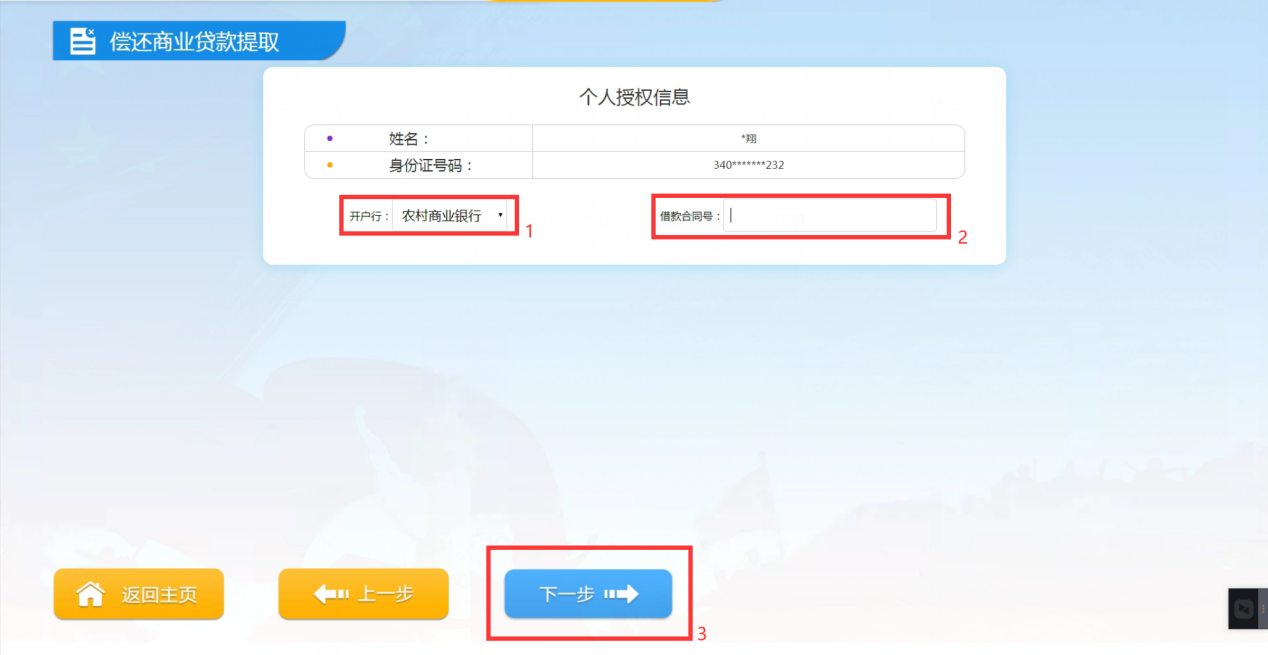 偿还商业贷款提取
个人授权信息
姓名：
*翔
身份证号码：
340*******232
开户行： 农村商业银行
1
借款合同号：
2
返回主页
上一步
下一步
3